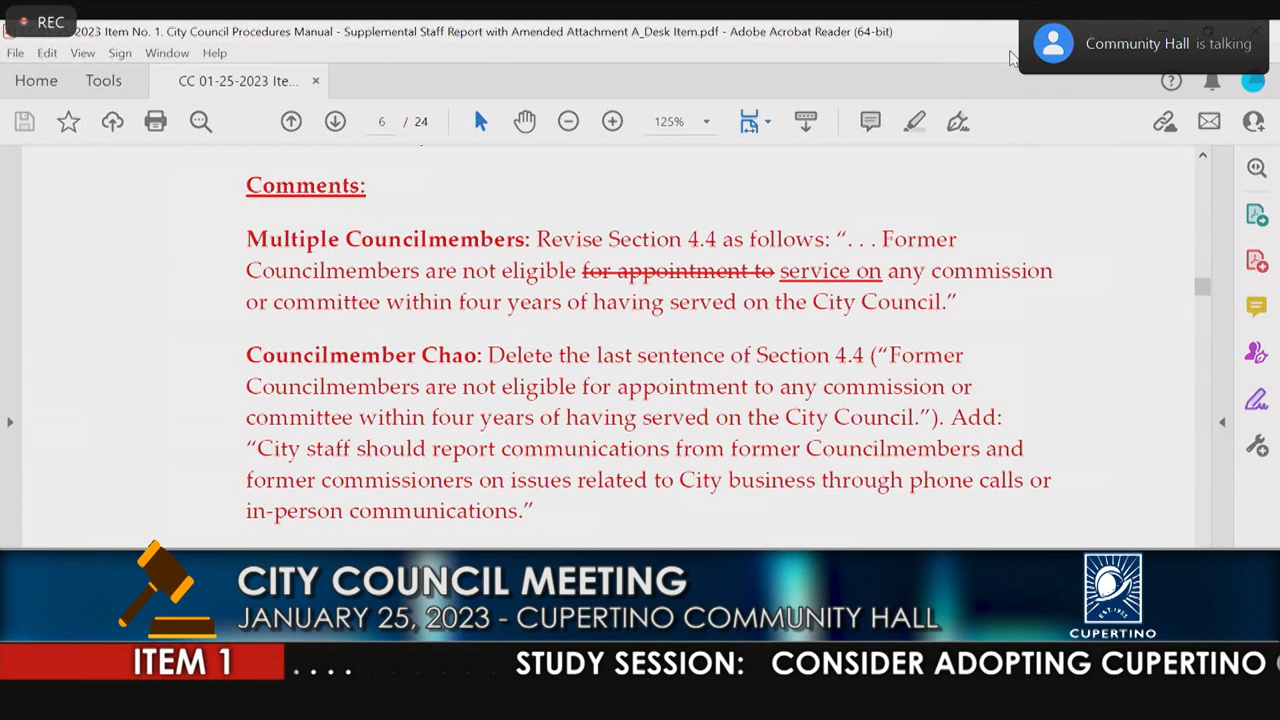 REC
5-2023 Item No. 1. City Council Procedures Manual - Supplemental Staff Report with Amended Attachment A_Desk Item.pdf - Adobe Acrobat Reader (64-bit)
Community Hall is talking
File Edit View Sign Window Help
Home Tools CC 01-25-2023 Ite... ×
6 / 24 125%
Comments:
Multiple Councilmembers: Revise Section 4.4 as follows: “. . . Former
Councilmembers are not eligible for appointment to service on any commission
or committee within four years of having served on the City Council.”
Councilmember Chao: Delete the last sentence of Section 4.4 (“Former
Councilmembers are not eligible for appointment to any commission or
committee within four years of having served on the City Council.”). Add:
“City staff should report communications from former Councilmembers and
former commissioners on issues related to City business through phone calls or
in-person communications.”
CITY COUNCIL MEETING
JANUARY 25, 2023 - CUPERTINO COMMUNITY HALL
EST. 1955
CUPERTINO
ITEM 1 . . . . STUDY SESSION: CONSIDER ADOPTING CUPERTINO